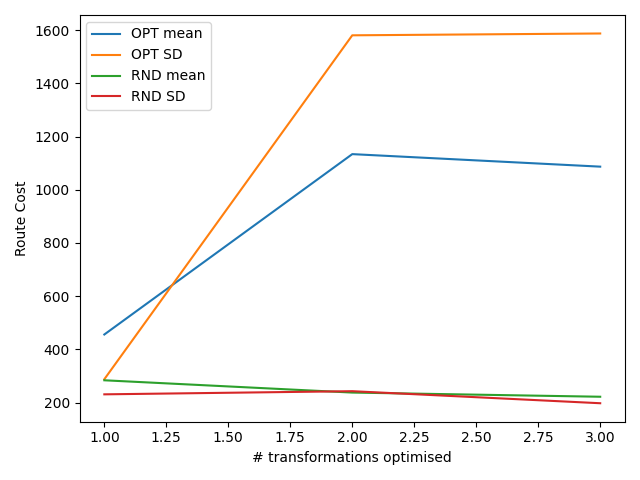 OPT mean
OPT SD
RND mean
RND SD
1600
1400
1200
1000
800
600
400
200
Route Cost
1.00 1.25 1.50 1.75 2.00 2.25 2.50 2.75 3.00
# transformations optimised